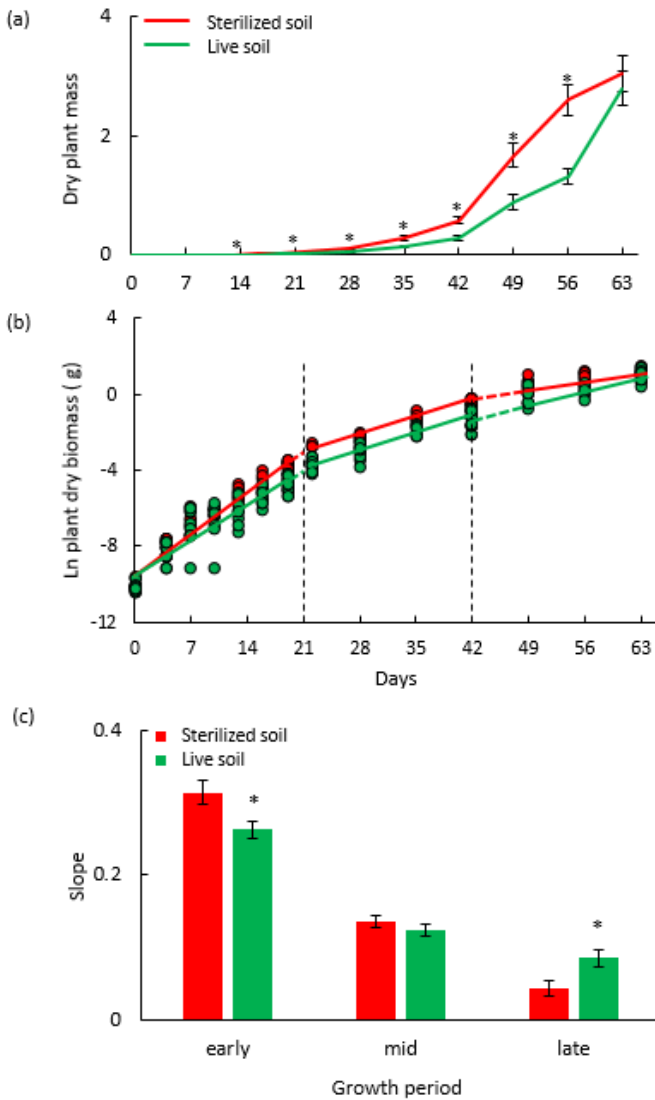 (a)
4
Sterilized soil
Live soil
Dry plant mass
2
* * * * * * *
0
0 7 14 21 28 35 42 49 56 63
(b)
Ln plant dry biomass ( g)
0
-4
-8
-12
0 7 14 21 28 35 42 49 56 63
Days
(c)
0.4
Sterilized soil
Live soil
*
Slope
0.2
*
0
early mid late
Growth period